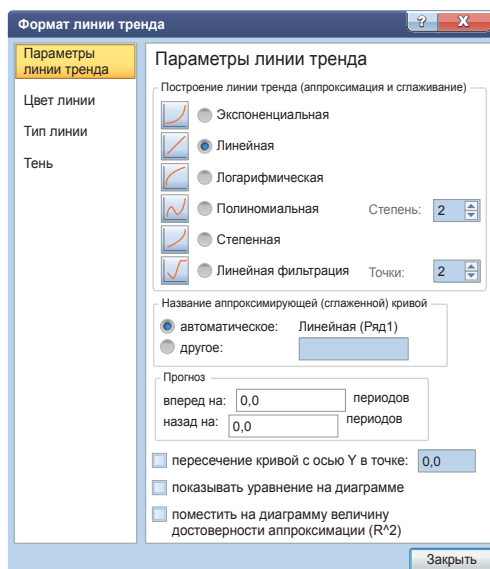 Формат линии тренда
? X
Параметры
линии тренда
Цвет линии
Тип линии
Тень
Параметры линии тренда
Построение линии тренда (аппроксимация и сглаживание)
Экспоненциальная
Линейная
Логарифмическая
Полиномиальная Степень: 2
Степенная
Линейная фильтрация Точки: 2
Название аппроксимирующей (сглаженной) кривой
автоматическое: Линейная (Ряд1)
другое:
Прогноз
вперед на: 0,0 периодов
назад на: 0,0 периодов
пересечение кривой с осью Y в точке: 0,0
показывать уравнение на диаграмме
поместить на диаграмму величину
достоверности аппроксимации (R^2)
Закрыть